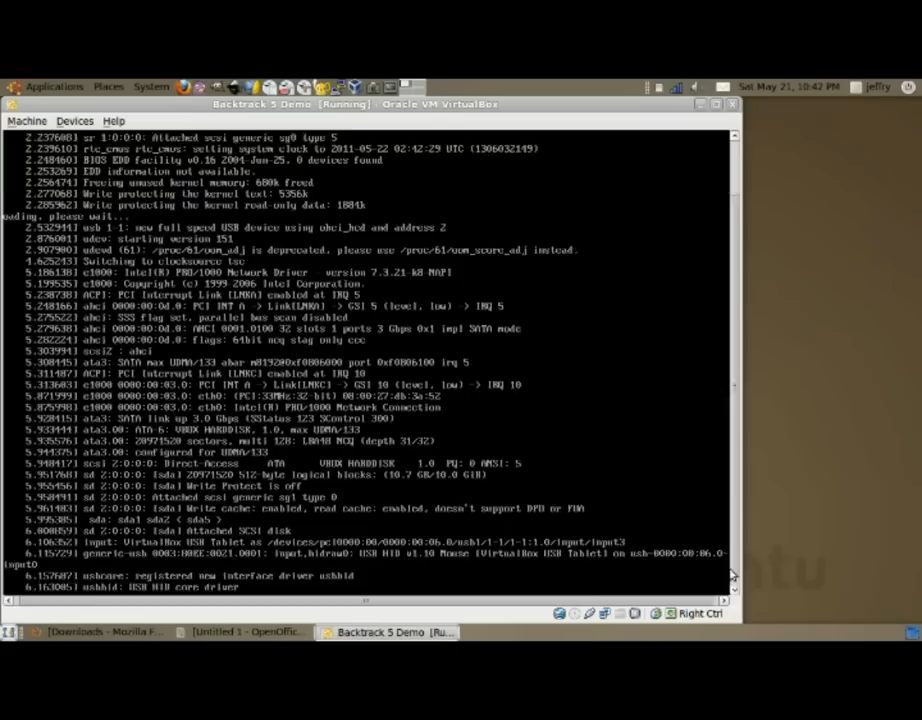 Applications Places System Sat May 21, 10:42 PM jeffry
Backtrack 5 Demo [Running] - Oracle VM VirtualBox
Machine Devices Help
2.237608] sr 1:0:0:0: Attached scsi generic sg0 type 5
2.239610] rtc_cmos rtc_cmos: setting system clock to 2011-05-22 02:42:29 UTC (1306032149)
2.248460] BIOS EDD facility v0.16 2004-Jun-25, 0 devices found
2.253269] EDD information not available.
2.256474] Freeing unused kernel memory: 680k freed
2.277068] Write protecting the kernel text: 5356k
2.285962] Write protecting the kernel read-only data: 1884k
oading, please wait...
2.532944] usb 1-1: new full speed USB device using ohci_hcd and address 2
2.876001] udev: starting version 151
2.907980] udevd (61): /proc/61/oom_adj is deprecated, please use /proc/61/oom_score_adj instead.
4.625243] Switching to clocksource tsc
5.186138] e1000: Intel(R) PRO/1000 Network Driver - version 7.3.21-k8-NAPI
5.199535] e1000: Copyright (c) 1999-2006 Intel Corporation.
5.238738] ACPI: PCI Interrupt Link [LNKA] enabled at IRQ 5
5.248166] ahci 0000:00:0d.0: PCI INT A -> Link[LNKA] -> GSI 5 (level, low) -> IRQ 5
5.275522] ahci: SSS flag set, parallel bus scan disabled
5.279638] ahci 0000:00:0d.0: AHCI 0001.0100 32 slots 1 ports 3 Gbps 0x1 impl SATA mode
5.282224] ahci 0000:00:0d.0: flags: 64bit ncq stag only ccc
5.303994] scsi2 : ahci
5.308445] ata3: SATA max UDMA/133 abar m8192@0xf0806000 port 0xf0806100 irq 5
5.311487] ACPI: PCI Interrupt Link [LNKC] enabled at IRQ 10
5.313603] e1000 0000:00:03.0: PCI INT A -> Link[LNKC] -> GSI 10 (level, low) -> IRQ 10
5.871999] e1000 0000:00:03.0: eth0: (PCI:33MHz:32-bit) 08:00:27:db:3a:52
5.875998] e1000 0000:00:03.0: eth0: Intel(R) PRO/1000 Network Connection
5.928415] ata3: SATA link up 3.0 Gbps (SStatus 123 SControl 300)
5.933444] ata3.00: ATA-6: VBOX HARDDISK, 1.0, max UDMA/133
5.935576] ata3.00: 20971520 sectors, multi 128: LBA48 NCQ (depth 31/32)
5.944375] ata3.00: configured for UDMA/133
5.948417] scsi 2:0:0:0: Direct-Access ATA VBOX HARDDISK 1.0 PQ: 0 ANSI: 5
5.951768] sd 2:0:0:0: [sda] 20971520 512-byte logical blocks: (10.7 GB/10.0 GiB)
5.955456] sd 2:0:0:0: [sda] Write Protect is off
5.958491] sd 2:0:0:0: Attached scsi generic sg1 type 0
5.961483] sd 2:0:0:0: [sda] Write cache: enabled, read cache: enabled, doesn't support DPO or FUA
5.995385] sda: sda1 sda2 < sda5 >
6.000859] sd 2:0:0:0: [sda] Attached SCSI disk
6.106352] input: VirtualBox USB Tablet as /devices/pci0000:00/0000:00:06.0/usb1/1-1/1-1:1.0/input/input3
6.115729] generic-usb 0003:80EE:0021.0001: input,hidraw0: USB HID v1.10 Mouse [VirtualBox USB Tablet] on usb-0000:00:06.0-
input0
6.157687] usbcore: registered new interface driver usbhid
6.163005] usbhid: USB HID core driver
Right Ctrl
[Downloads - Mozilla F... [Untitled 1 - OpenOffic... Backtrack 5 Demo [Ru...